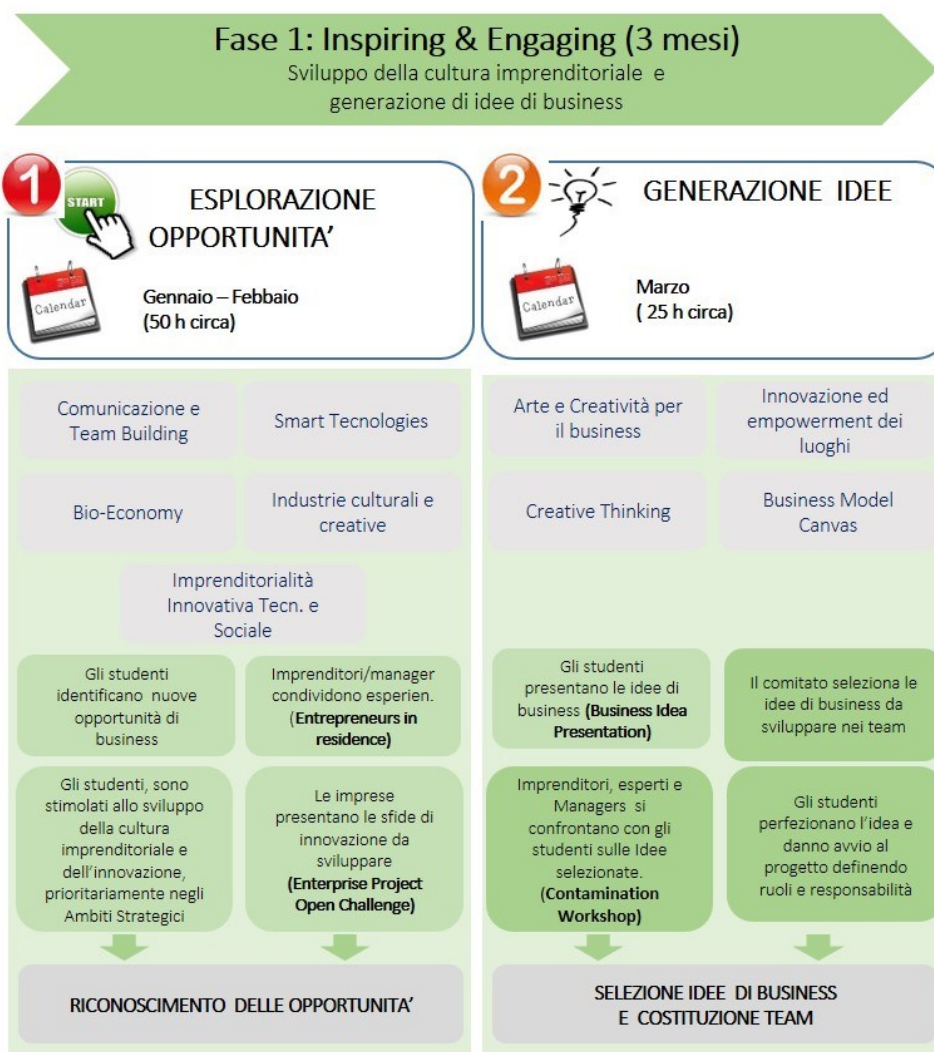 Fase 1: Inspiring & Engaging (3 mesi)
Sviluppo della cultura imprenditoriale e
generazione di idee di business
1
START
ESPLORAZIONE
OPPORTUNITA’
Calendar
Gennaio – Febbaio
(50 h circa)
2
GENERAZIONE IDEE
Calendar
Marzo
( 25 h circa)
Comunicazione e
Team Building
Smart Tecnologies
Bio-Economy
Industrie culturali e
creative
Imprenditorialità
Innovativa Tecn. e
Sociale
Gli studenti
identificano nuove
opportunità di
business
Imprenditori/manager
condividono esperien.
(Entrepreneurs in
residence)
Gli studenti, sono
stimolati allo sviluppo
della cultura
imprenditoriale e
dell’innovazione,
prioritariamente negli
Ambiti Strategici
Le imprese
presentano le sfide di
innovazione da
sviluppare
(Enterprise Project
Open Challenge)
RICONOSCIMENTO DELLE OPPORTUNITA’
Arte e Creatività per
il business
Innovazione ed
empowerment dei
luoghi
Creative Thinking
Business Model
Canvas
Gli studenti
presentano le idee di
business (Business Idea
Presentation)
Il comitato seleziona le
idee di business da
sviluppare nei team
Imprenditori, esperti e
Managers si
confrontano con gli
studenti sulle Idee
selezionate.
(Contamination
Workshop)
Gli studenti
perfezionano l’idea e
danno avvio al
progetto definendo
ruoli e responsabilità
SELEZIONE IDEE DI BUSINESS
E COSTITUZIONE TEAM